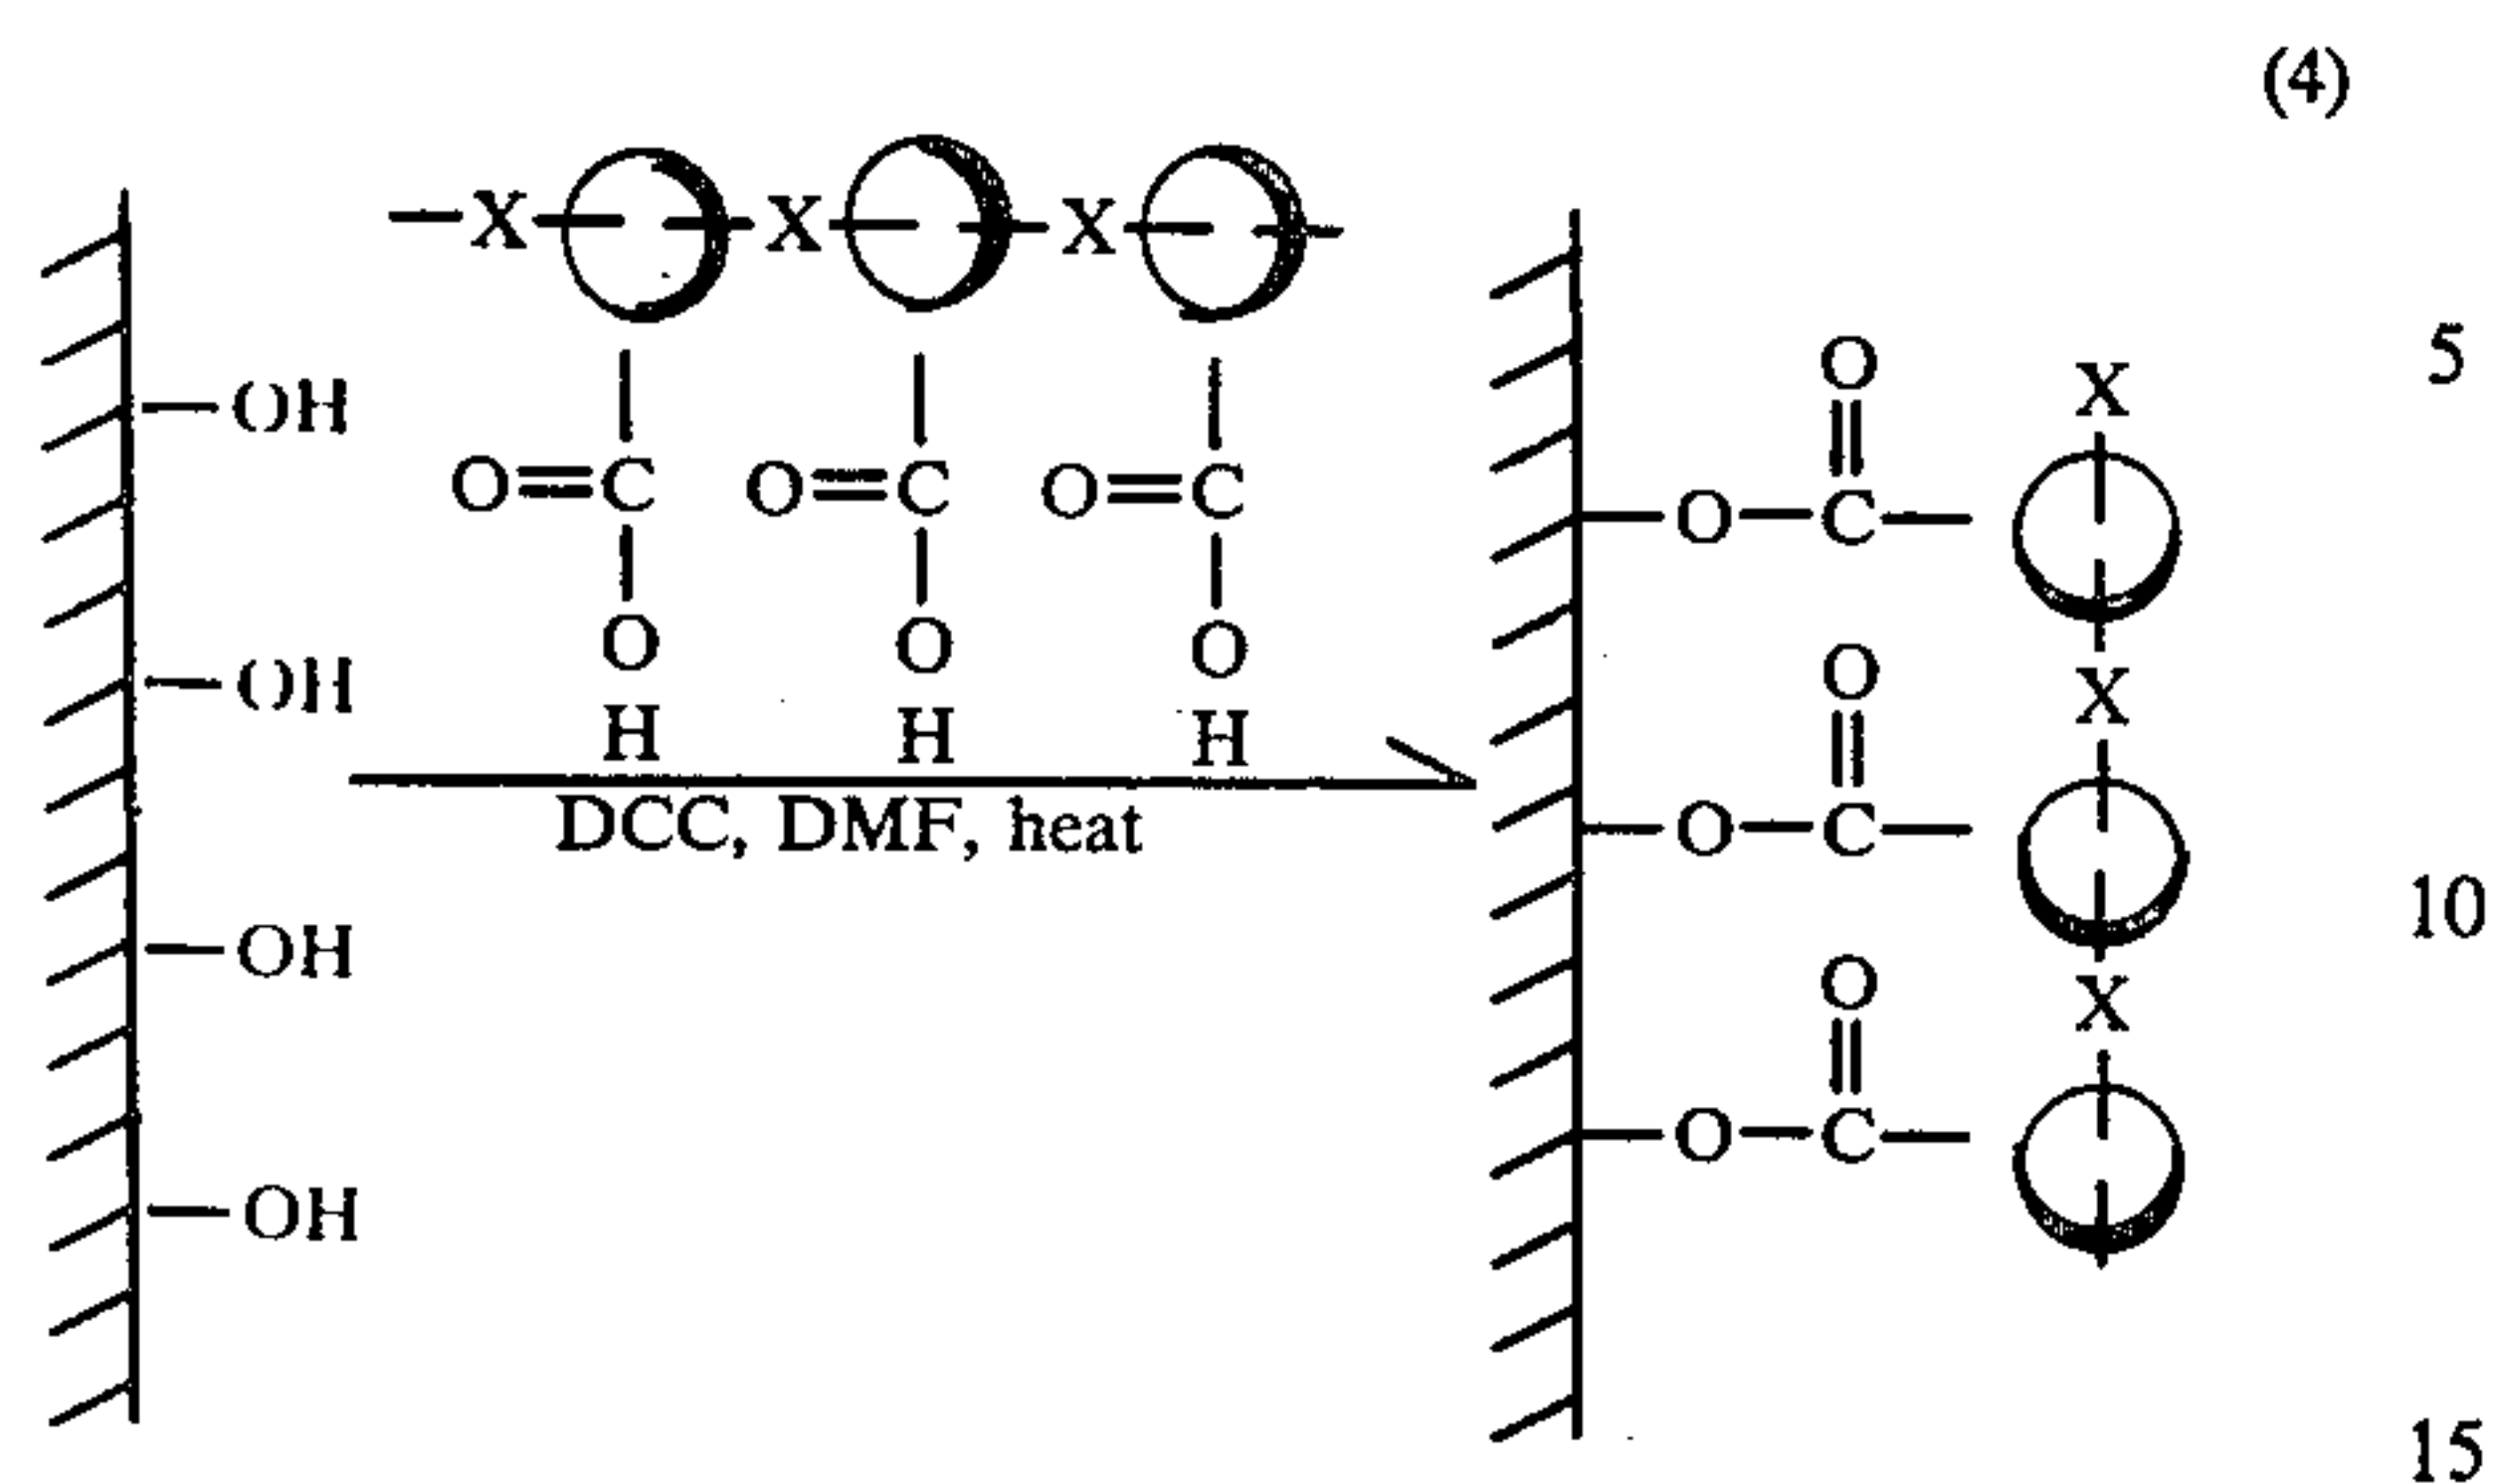 (4)
—X— —X— —X—
OH
O=C O=C O=C
O O O
H H H
OH
DCC, DMF, heat
OH
OH
O X
—O—C—
O X
—O—C—
O X
—O—C—
5
10
15